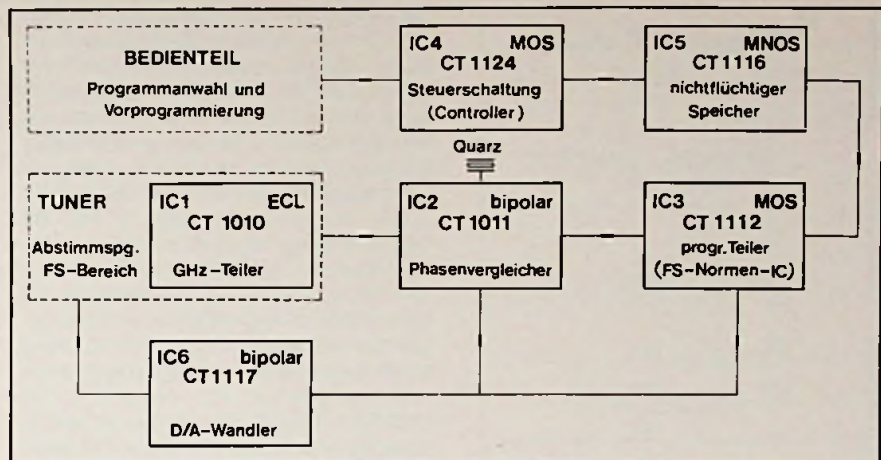 BEDIENTEIL
Programmanwahl und
Vorprogrammierung
IC4 MOS
CT 1124
Steuerschaltung
(Controller)
IC5 MNOS
CT 1116
nichtflüchtiger
Speicher
Quarz
TUNER
Abstimmspg.
FS-Bereich
IC1 ECL
CT 1010
GHz-Teiler
IC2 bipolar
CT 1011
Phasenvergleicher
IC3 MOS
CT 1112
progr. Teiler
(FS-Normen-IC)
IC6 bipolar
CT 1117
D/A-Wandler